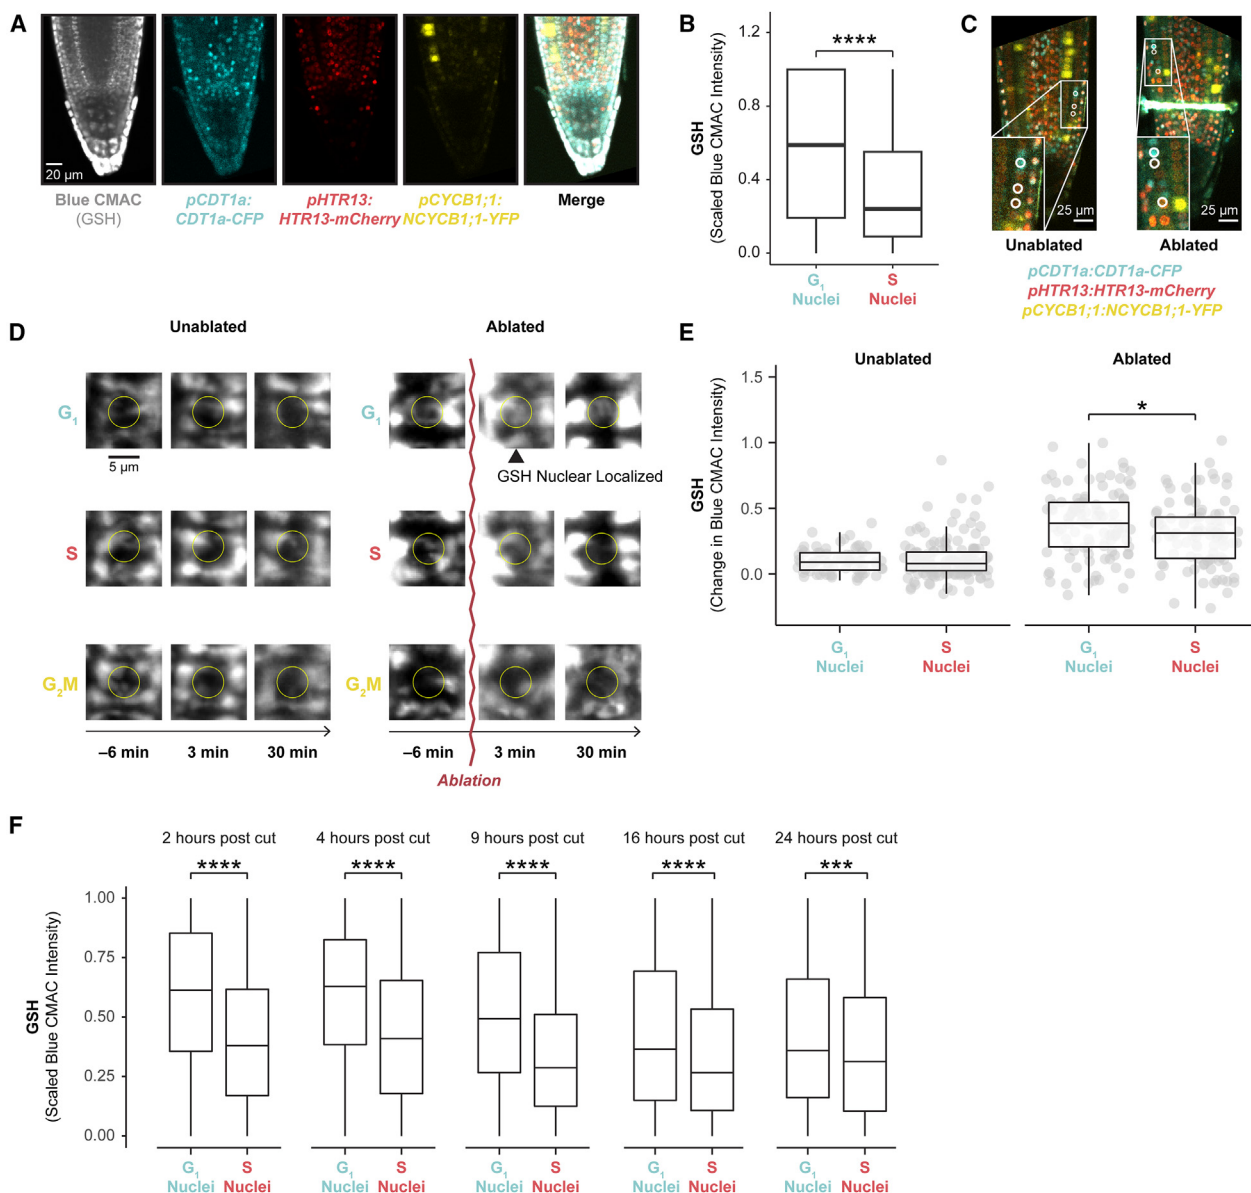 A
20 µm
Blue CMAC
(GSH)
pCDT1a:
CDT1a-CFP
pHTR13:
HTR13-mCherry
pCYCB1;1:
NCYCB1;1-YFP
Merge
B
GSH
(Scaled Blue CMAC Intensity)
1.2
0.8
0.4
0.0
****
G₁
Nuclei
S
Nuclei
C
25 µm
25 µm
Unablated
Ablated
pCDT1a:CDT1a-CFP
pHTR13:HTR13-mCherry
pCYCB1;1:NCYCB1;1-YFP
D
Unablated
Ablated
G₁
G₁
5 µm
GSH Nuclear Localized
S
S
G₂M
G₂M
–6 min
3 min
30 min
–6 min
3 min
30 min
Ablation
E
Unablated
Ablated
GSH
(Change in Blue CMAC Intensity)
1.5
1.0
0.5
0.0
*
G₁
Nuclei
S
Nuclei
G₁
Nuclei
S
Nuclei
F
2 hours post cut
4 hours post cut
9 hours post cut
16 hours post cut
24 hours post cut
****
****
****
****
***
GSH
(Scaled Blue CMAC Intensity)
1.00
0.75
0.50
0.25
0.00
G₁
Nuclei
S
Nuclei
G₁
Nuclei
S
Nuclei
G₁
Nuclei
S
Nuclei
G₁
Nuclei
S
Nuclei
G₁
Nuclei
S
Nuclei